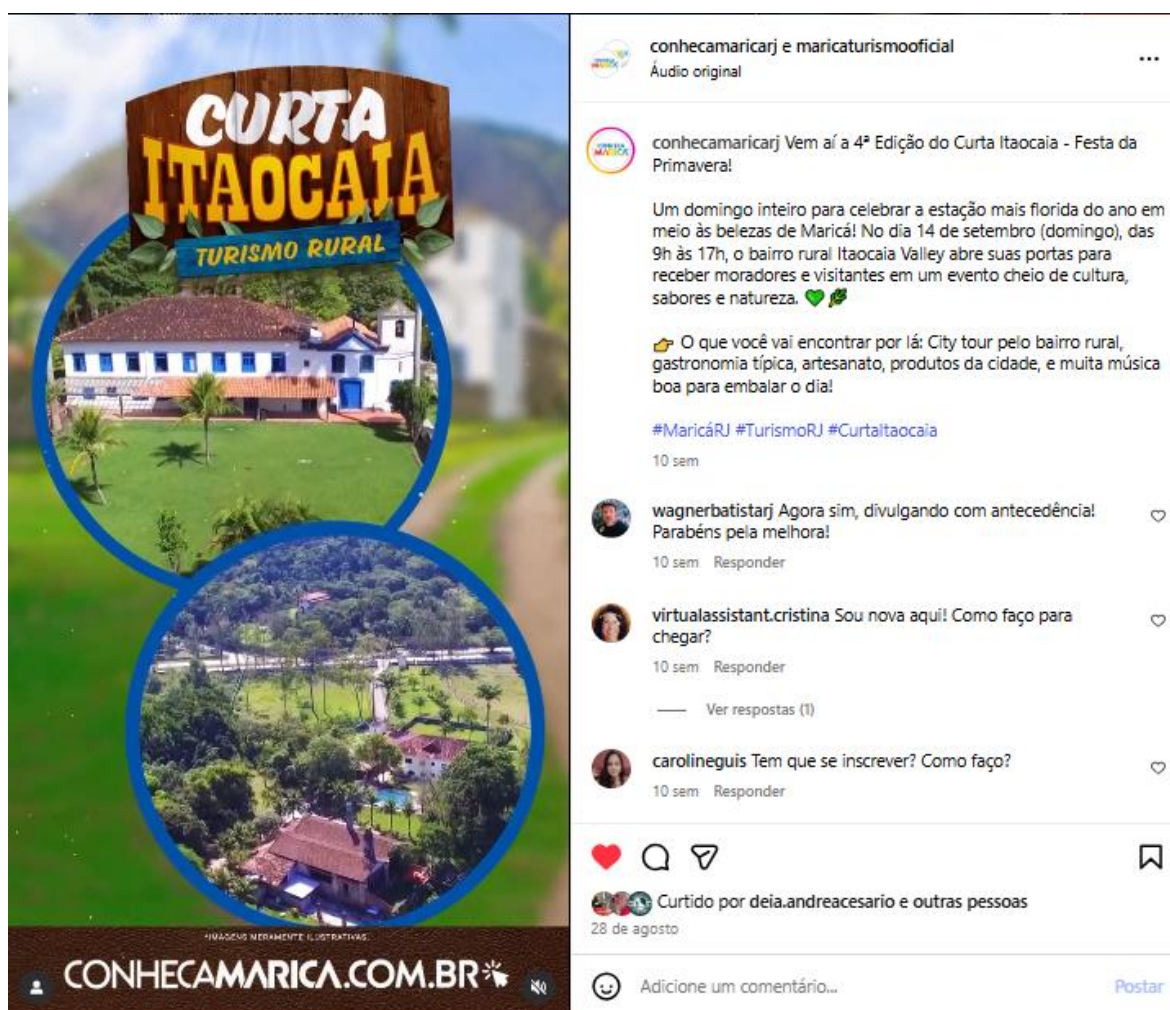 CURTA
ITAOCAIA
TURISMO RURAL
*IMAGENS MERAMENTE ILUSTRATIVAS.
CONHECAMARICA.COM.BR
conhecamaricarj e maricaturismooficial
Áudio original
conhecamaricarj Vem aí a 4ª Edição do Curta Itaocaia - Festa da
Primavera!
Um domingo inteiro para celebrar a estação mais florida do ano em
meio às belezas de Maricá! No dia 14 de setembro (domingo), das
9h às 17h, o bairro rural Itaocaia Valley abre suas portas para
receber moradores e visitantes em um evento cheio de cultura,
sabores e natureza. 💚🌿
👉 O que você vai encontrar por lá: City tour pelo bairro rural,
gastronomia típica, artesanato, produtos da cidade, e muita música
boa para embalar o dia!
#MaricáRJ #TurismoRJ #CurtaItaocaia
10 sem
wagnerbatistarj Agora sim, divulgando com antecedência!
Parabéns pela melhora!
10 sem Responder
virtualassistant.cristina Sou nova aqui! Como faço para
chegar?
10 sem Responder
Ver respostas (1)
carolineguis Tem que se inscrever? Como faço?
10 sem Responder
Curtido por deia.andreacesario e outras pessoas
28 de agosto
Adicione um comentário...
Postar